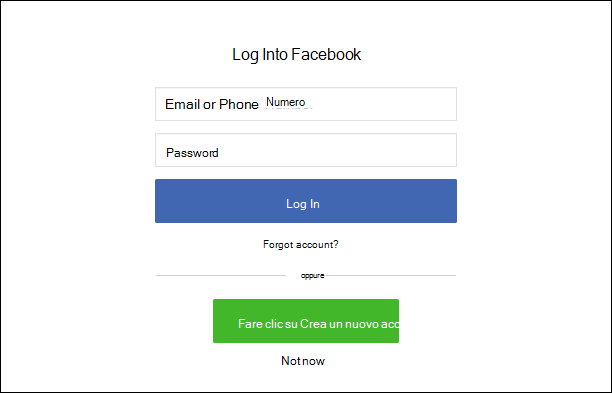 Log Into Facebook
Email or Phone Numero
Password
Log In
Forgot account?
oppure
Fare clic su Crea un nuovo acc
Not now